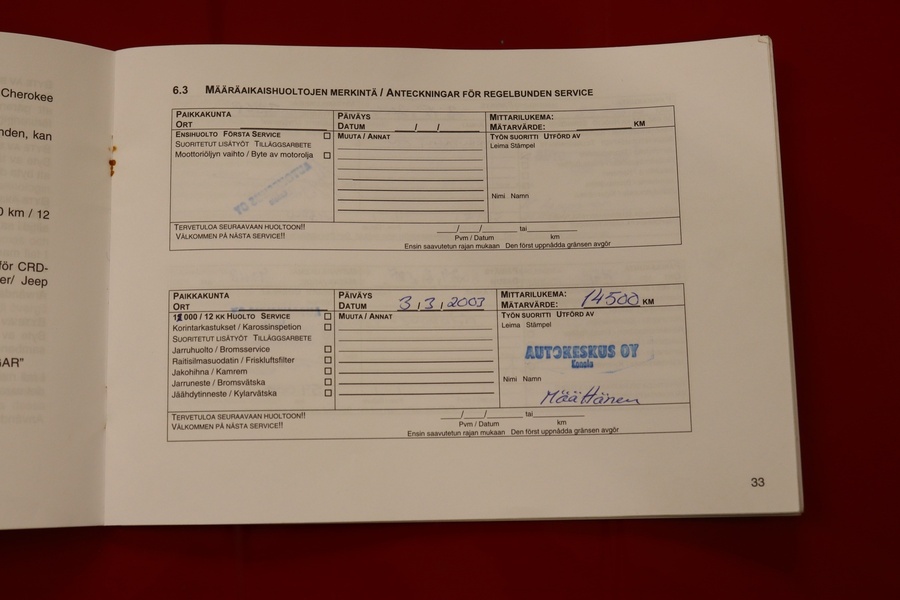 Cherokee
nden, kan
0 km / 12
för CRD-
er/ Jeep
GAR"
6.3 MÄÄRÄAIKAISHUOLTOJEN MERKINTÄ / ANTECKNINGAR FÖR REGELBUNDEN SERVICE
PAIKKAKUNTA
ORT
PÄIVÄYS
DATUM / /
MITTARILUKEMA:
MÄTARVÄRDE: KM
ENSIHUOLTO FÖRSTA SERVICE
SUORITETUT LISÄTYÖT TILLÄGGSARBETE
Moottoriöljyn vaihto / Byte av motorolja
MUUTA / ANNAT
TYÖN SUORITTI UTFÖRD AV
Leima Stämpel
Nimi Namn
TERVETULOA SEURAAVAAN HUOLTOON!!
VÄLKOMMEN PÅ NÄSTA SERVICE!!
/ / tai
Pvm / Datum km
Ensin saavutetun rajan mukaan Den först uppnådda gränsen avgör
PAIKKAKUNTA
ORT
PÄIVÄYS
DATUM 3/3/2003
MITTARILUKEMA:
MÄTARVÄRDE: 14500 KM
000 / 12 KK HUOLTO SERVICE
Korintarkastukset / Karossinspetion
SUORITETUT LISÄTYÖT TILLÄGGSARBETE
Jarruhuolto / Bromsservice
Raitisilmasuodatin / Friskluftsfilter
Jakohihna / Kamrem
Jarruneste / Bromsvätska
Jäähdytinneste / Kylarvätska
MUUTA / ANNAT
TYÖN SUORITTI UTFÖRD AV
Leima Stämpel
AUTOKESKUS OY
Konala
Nimi Namn
Määttänen
TERVETULOA SEURAAVAAN HUOLTOON!!
VÄLKOMMEN PÅ NÄSTA SERVICE!!
/ / tai
Pvm / Datum km
Ensin saavutetun rajan mukaan Den först uppnådda gränsen avgör
33